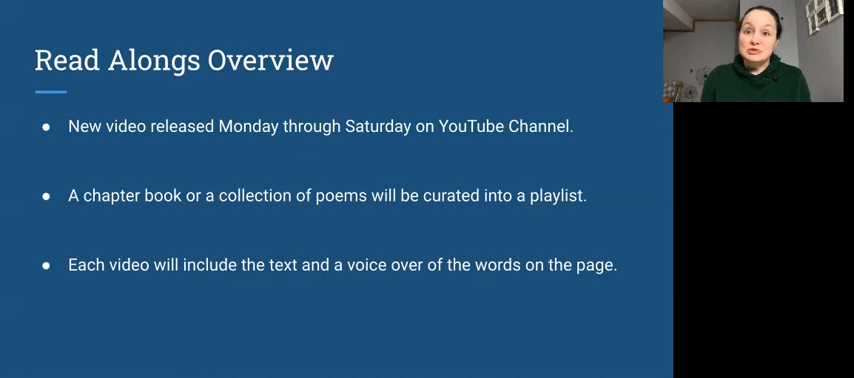 Read Alongs Overview
● New video released Monday through Saturday on YouTube Channel.
● A chapter book or a collection of poems will be curated into a playlist.
● Each video will include the text and a voice over of the words on the page.